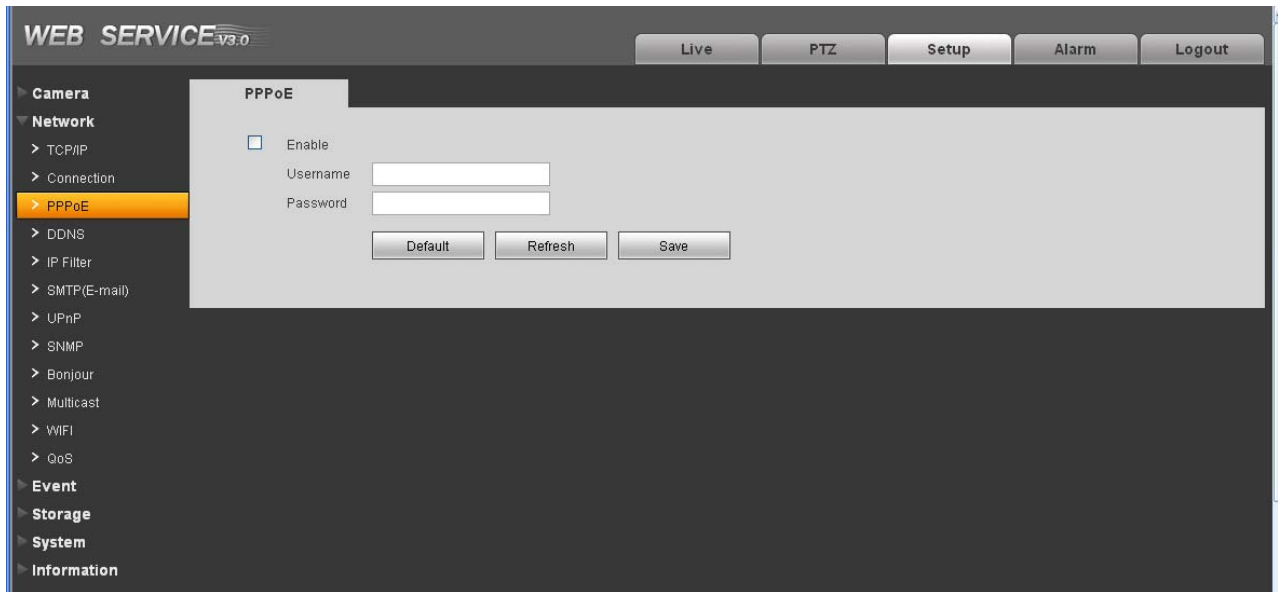 WEB SERVICE V3.0
Live PTZ Setup Alarm Logout
Camera
Network
TCP/IP
Connection
PPPoE
DDNS
IP Filter
SMTP(E-mail)
UPnP
SNMP
Bonjour
Multicast
WIFI
QoS
Event
Storage
System
Information
PPPoE
Enable
Username
Password
Default Refresh Save